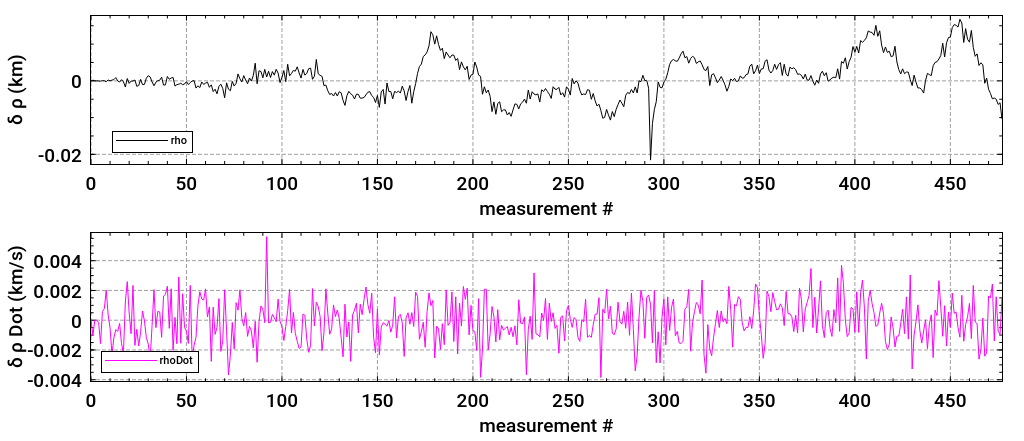 δ ρ (km)
0
-0.02
rho
0 50 100 150 200 250 300 350 400 450
measurement #
δ ρ Dot (km/s)
0.004
0.002
0
-0.002
-0.004
rhoDot
0 50 100 150 200 250 300 350 400 450
measurement #